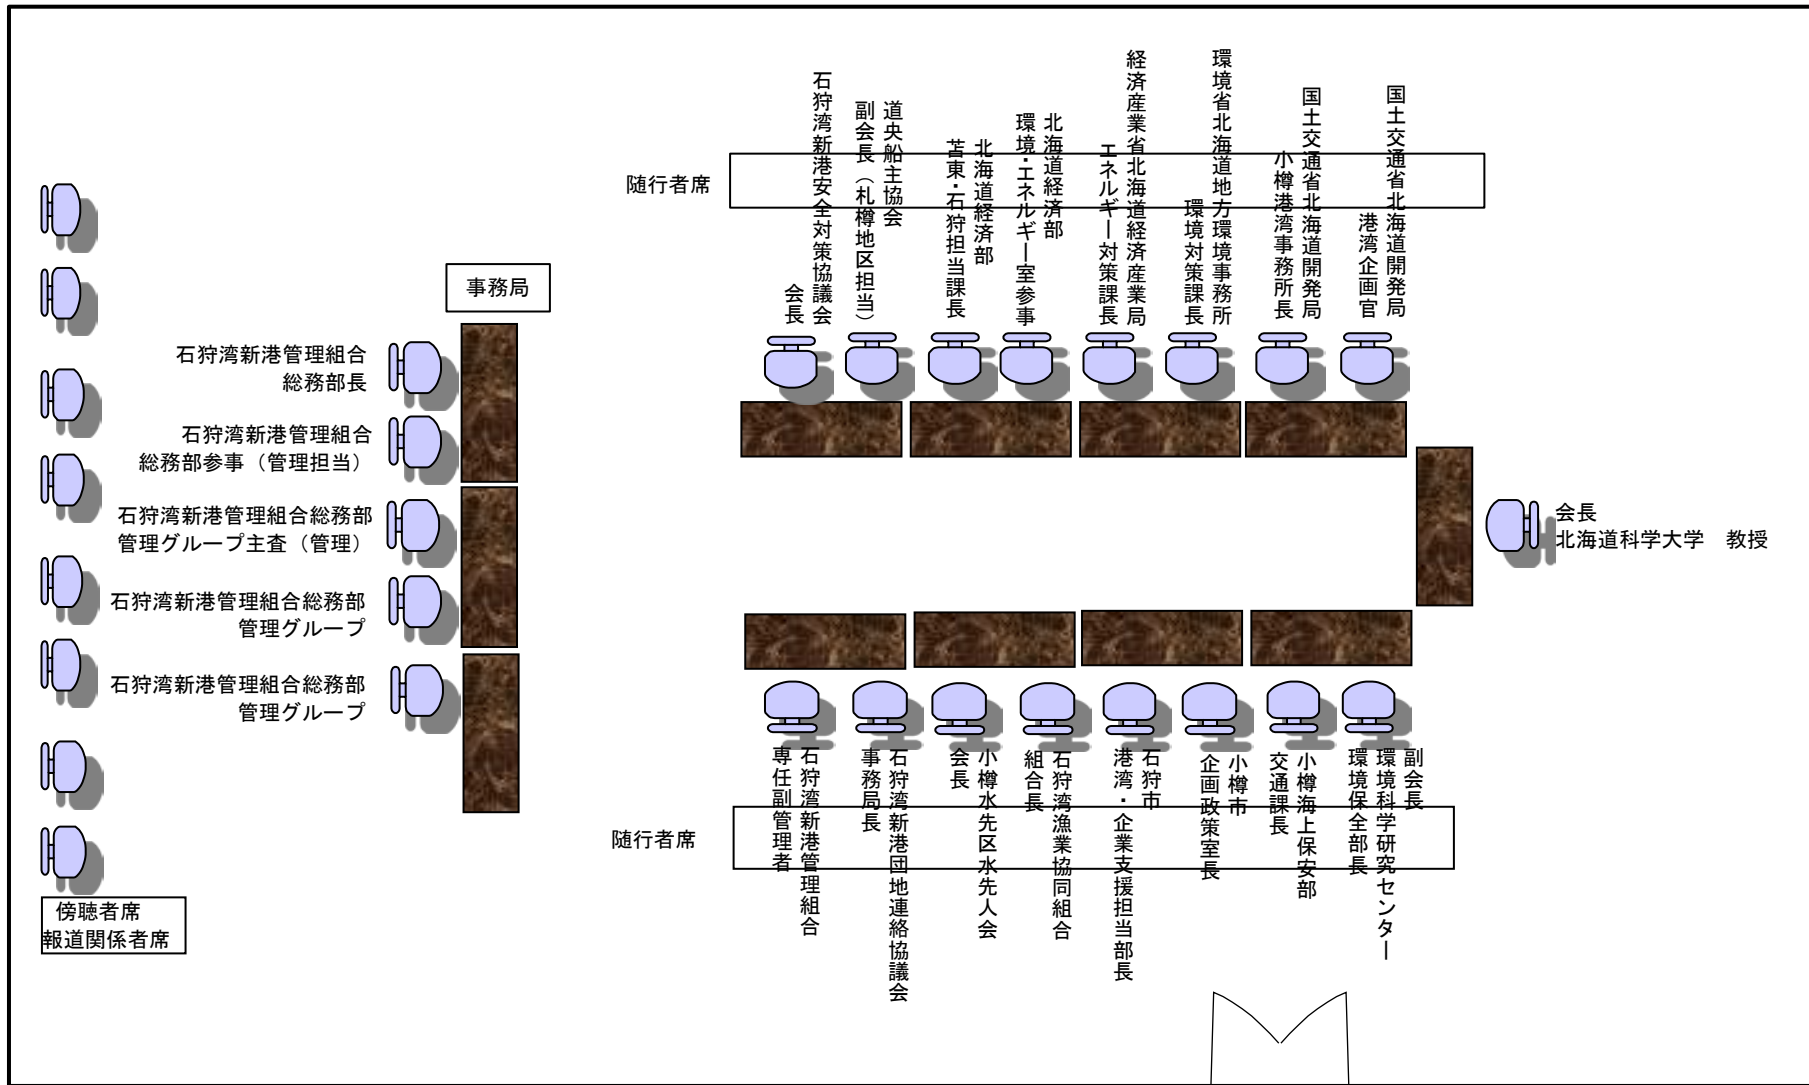 国土交通省北海道開発局
港湾企画官
国土交通省北海道開発局
小樽港湾事務所長
環境省北海道地方環境事務所
環境対策課長
経済産業省北海道経済産業局
エネルギー対策課長
北海道経済部
環境・エネルギー室参事
北海道経済部
苫東・石狩担当課長
道央船主協会
副会長（札樽地区担当）
石狩湾新港安全対策協議会
会長
随行者席
事務局
石狩湾新港管理組合
総務部長
石狩湾新港管理組合
総務部参事（管理担当）
石狩湾新港管理組合総務部
管理グループ主査（管理）
石狩湾新港管理組合総務部
管理グループ
石狩湾新港管理組合総務部
管理グループ
会長
北海道科学大学　教授
副会長
環境科学研究センター
環境保全部長
小樽海上保安部
交通課長
小樽市
企画政策室長
石狩市
港湾・企業支援担当部長
石狩湾漁業協同組合
組合長
小樽水先区水先人会
会長
石狩湾新港団地連絡協議会
事務局長
石狩湾新港管理組合
専任副管理者
随行者席
傍聴者席
報道関係者席